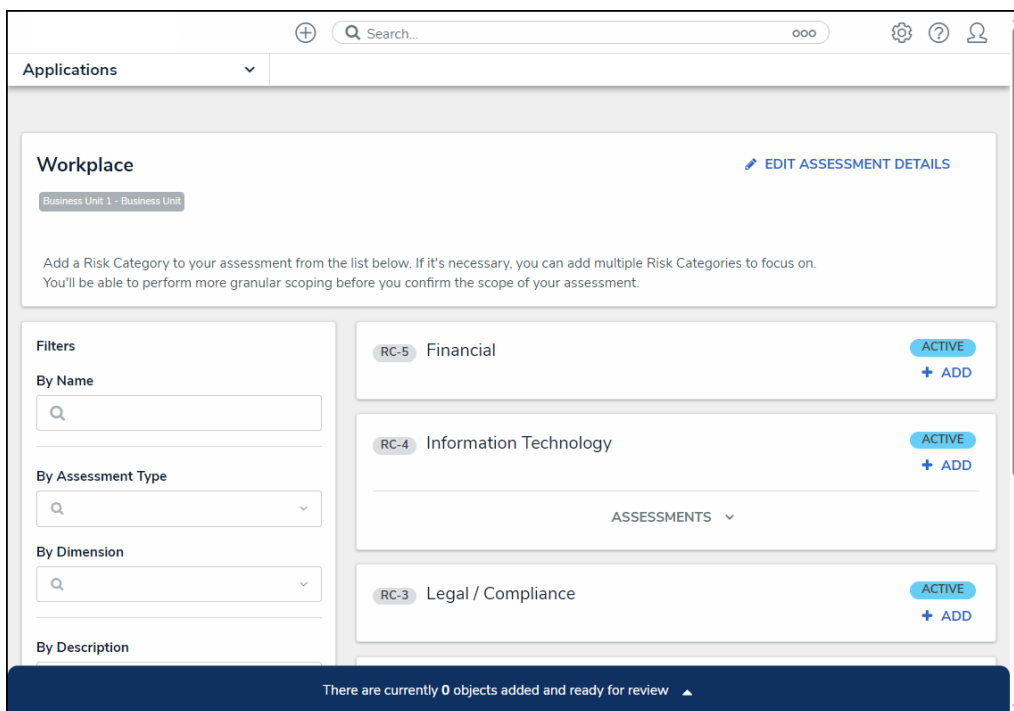 Search...
Applications
Workplace
EDIT ASSESSMENT DETAILS
Business Unit 1 - Business Unit
Add a Risk Category to your assessment from the list below. If it's necessary, you can add multiple Risk Categories to focus on.
You'll be able to perform more granular scoping before you confirm the scope of your assessment.
Filters
By Name
By Assessment Type
By Dimension
By Description
RC-5 Financial
ACTIVE
+ ADD
RC-4 Information Technology
ACTIVE
+ ADD
ASSESSMENTS
RC-3 Legal / Compliance
ACTIVE
+ ADD
There are currently 0 objects added and ready for review